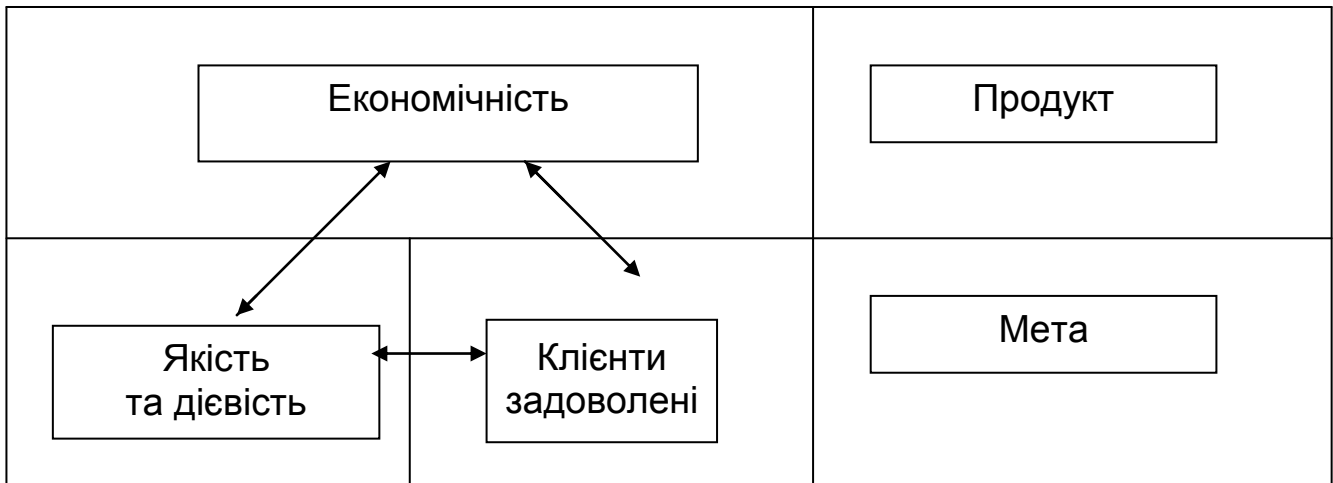 Економічність
Продукт
Якість
та дієвість
Клієнти
задоволені
Мета